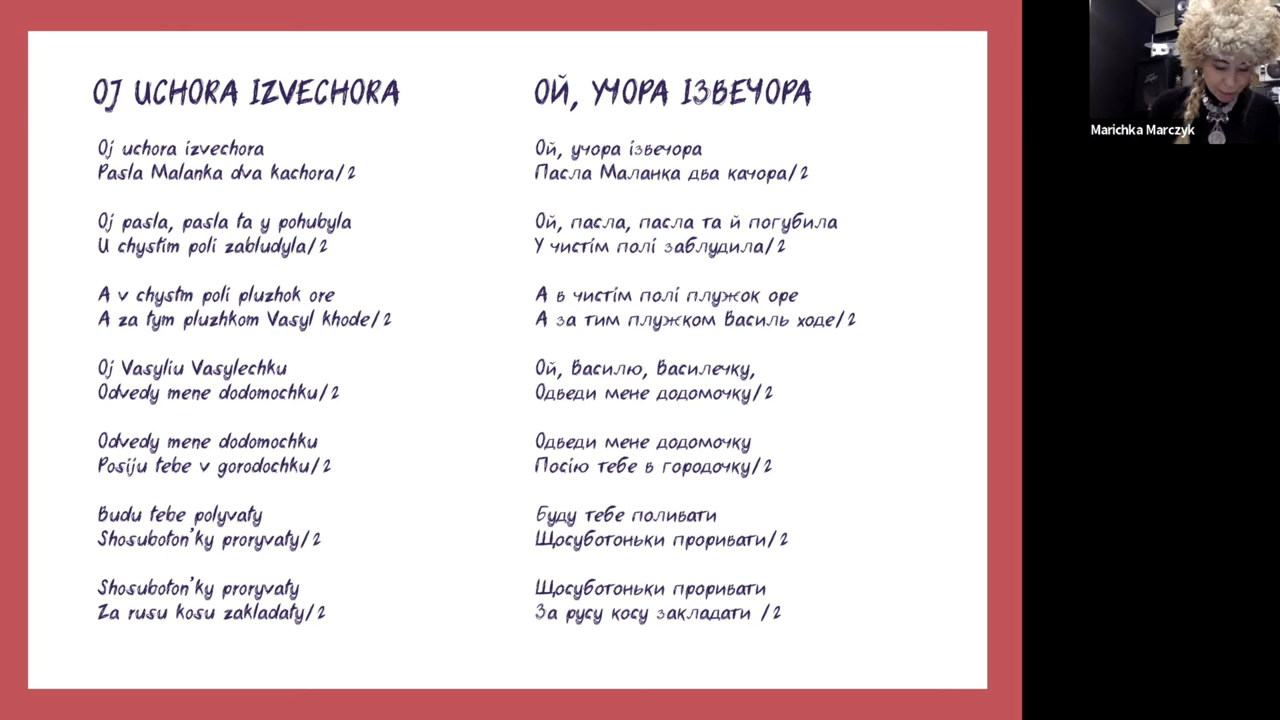 OJ UCHORA IZVECHORA
Oj uchora izvechora
Pasla Malanka dva kachora/2
Oj pasla, pasla ta y pohubyla
U chystim poli zabludyla/2
A v chystm poli pluzhok ore
A za tym pluzhkom Vasyl khode/2
Oj Vasyliu Vasylechku
Odvedy mene dodomochku/2
Odvedy mene dodomochku
Posiju tebe v gorodochku/2
Budu tebe polyvaty
Shosuboton'ky proryvaty/2
Shosuboton'ky proryvaty
Za rusu kosu zakladaty/2
ОЙ, УЧОРА ІЗВЕЧОРА
Ой, учора ізвечора
Пасла Маланка два качора/2
Ой, пасла, пасла та й погубила
У чистім полі заблудила/2
А в чистім полі плужок оре
А за тим плужком Василь ходе/2
Ой, Василю, Василечку,
Одведи мене додомочку/2
Одведи мене додомочку
Посію тебе в городочку/2
Буду тебе поливати
Щосуботоньки проривати/2
Щосуботоньки проривати
За русу косу закладати /2
Marichka Marczyk